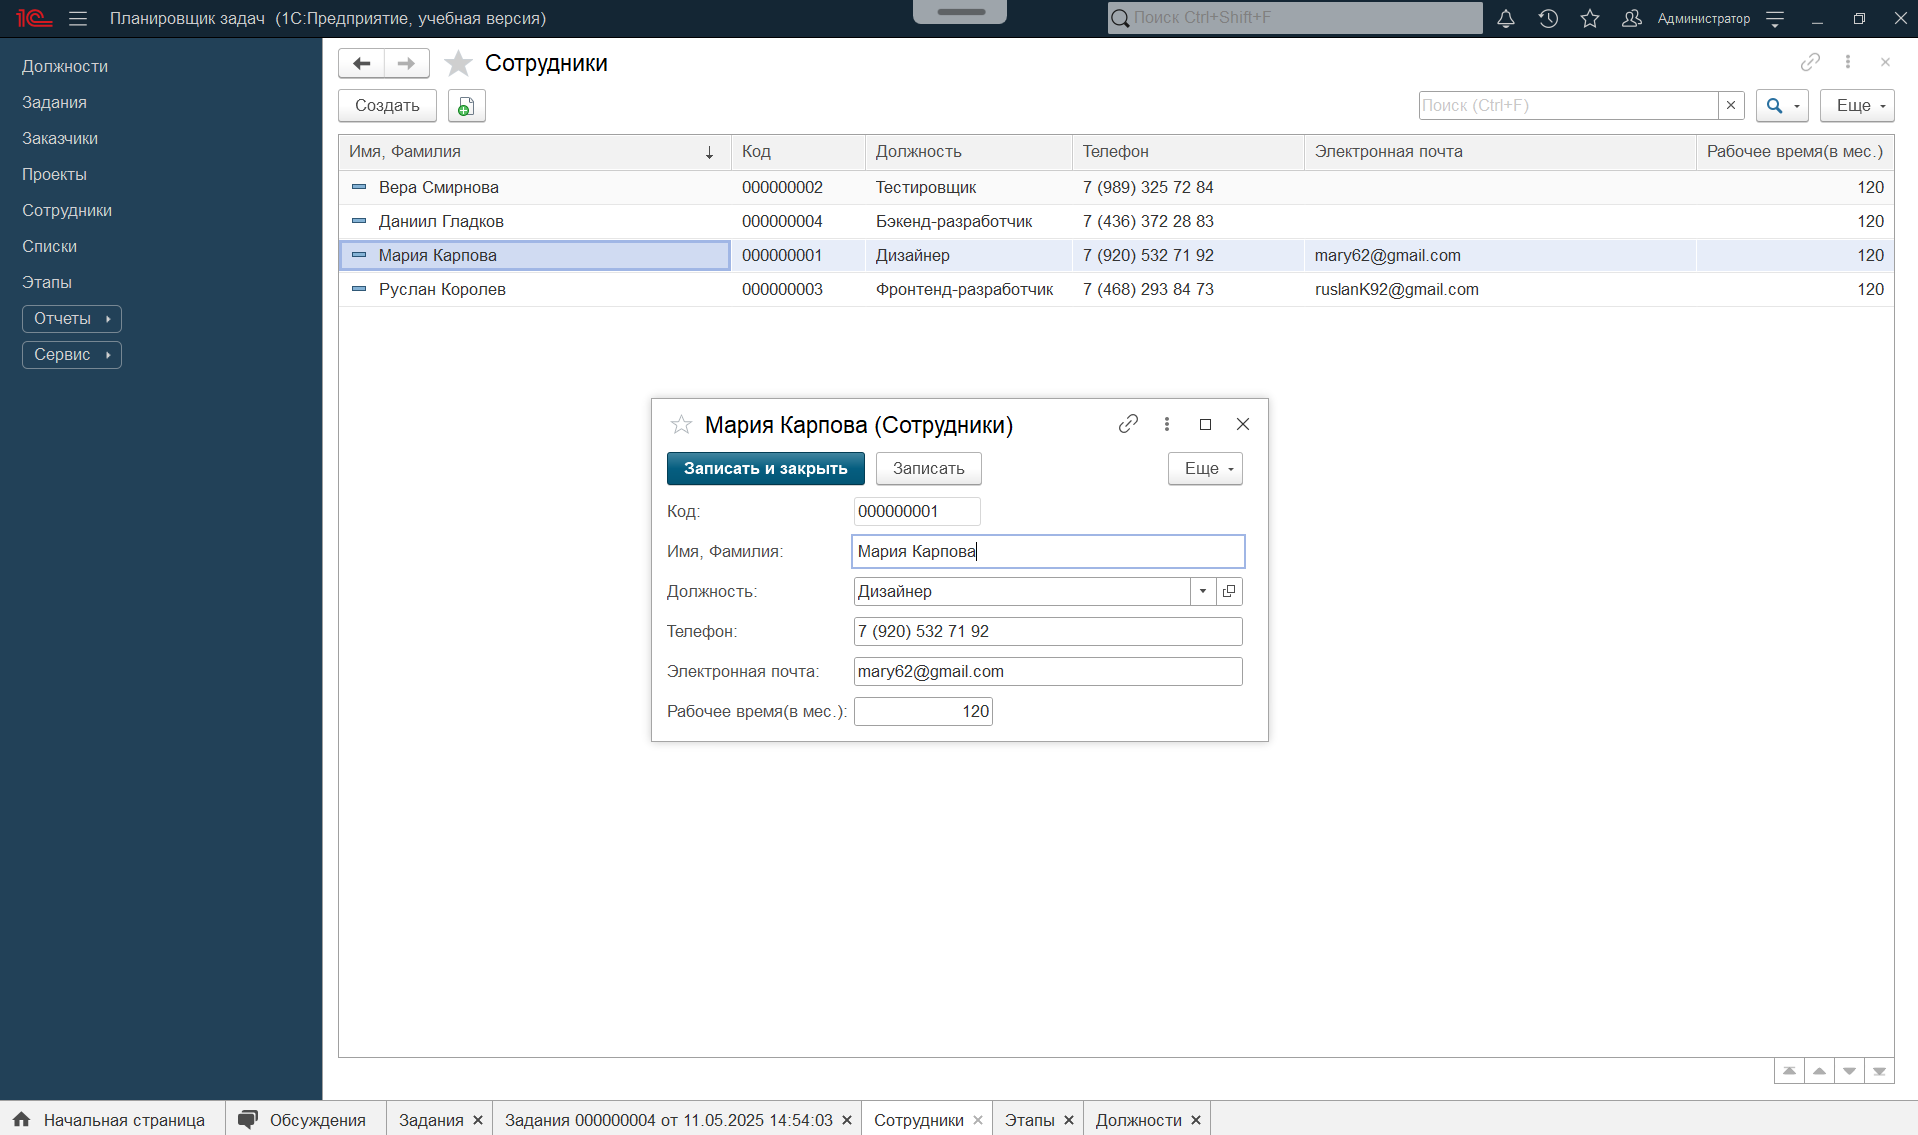 1С Планировщик задач (1С:Предприятие, учебная версия) Поиск Ctrl+Shift+F Администратор
Должности
Задания
Заказчики
Проекты
Сотрудники
Списки
Этапы
Отчеты
Сервис
Сотрудники
Создать Поиск (Ctrl+F) × Еще
Имя, Фамилия ↓ Код Должность Телефон Электронная почта Рабочее время(в мес.)
Вера Смирнова 000000002 Тестировщик 7 (989) 325 72 84 120
Даниил Гладков 000000004 Бэкенд-разработчик 7 (436) 372 28 83 120
Мария Карпова 000000001 Дизайнер 7 (920) 532 71 92 mary62@gmail.com 120
Руслан Королев 000000003 Фронтенд-разработчик 7 (468) 293 84 73 ruslanK92@gmail.com 120
Мария Карпова (Сотрудники)
Записать и закрыть Записать Еще
Код: 000000001
Имя, Фамилия: Мария Карпова
Должность: Дизайнер
Телефон: 7 (920) 532 71 92
Электронная почта: mary62@gmail.com
Рабочее время(в мес.): 120
Начальная страница Обсуждения Задания × Задания 000000004 от 11.05.2025 14:54:03 × Сотрудники × Этапы × Должности ×